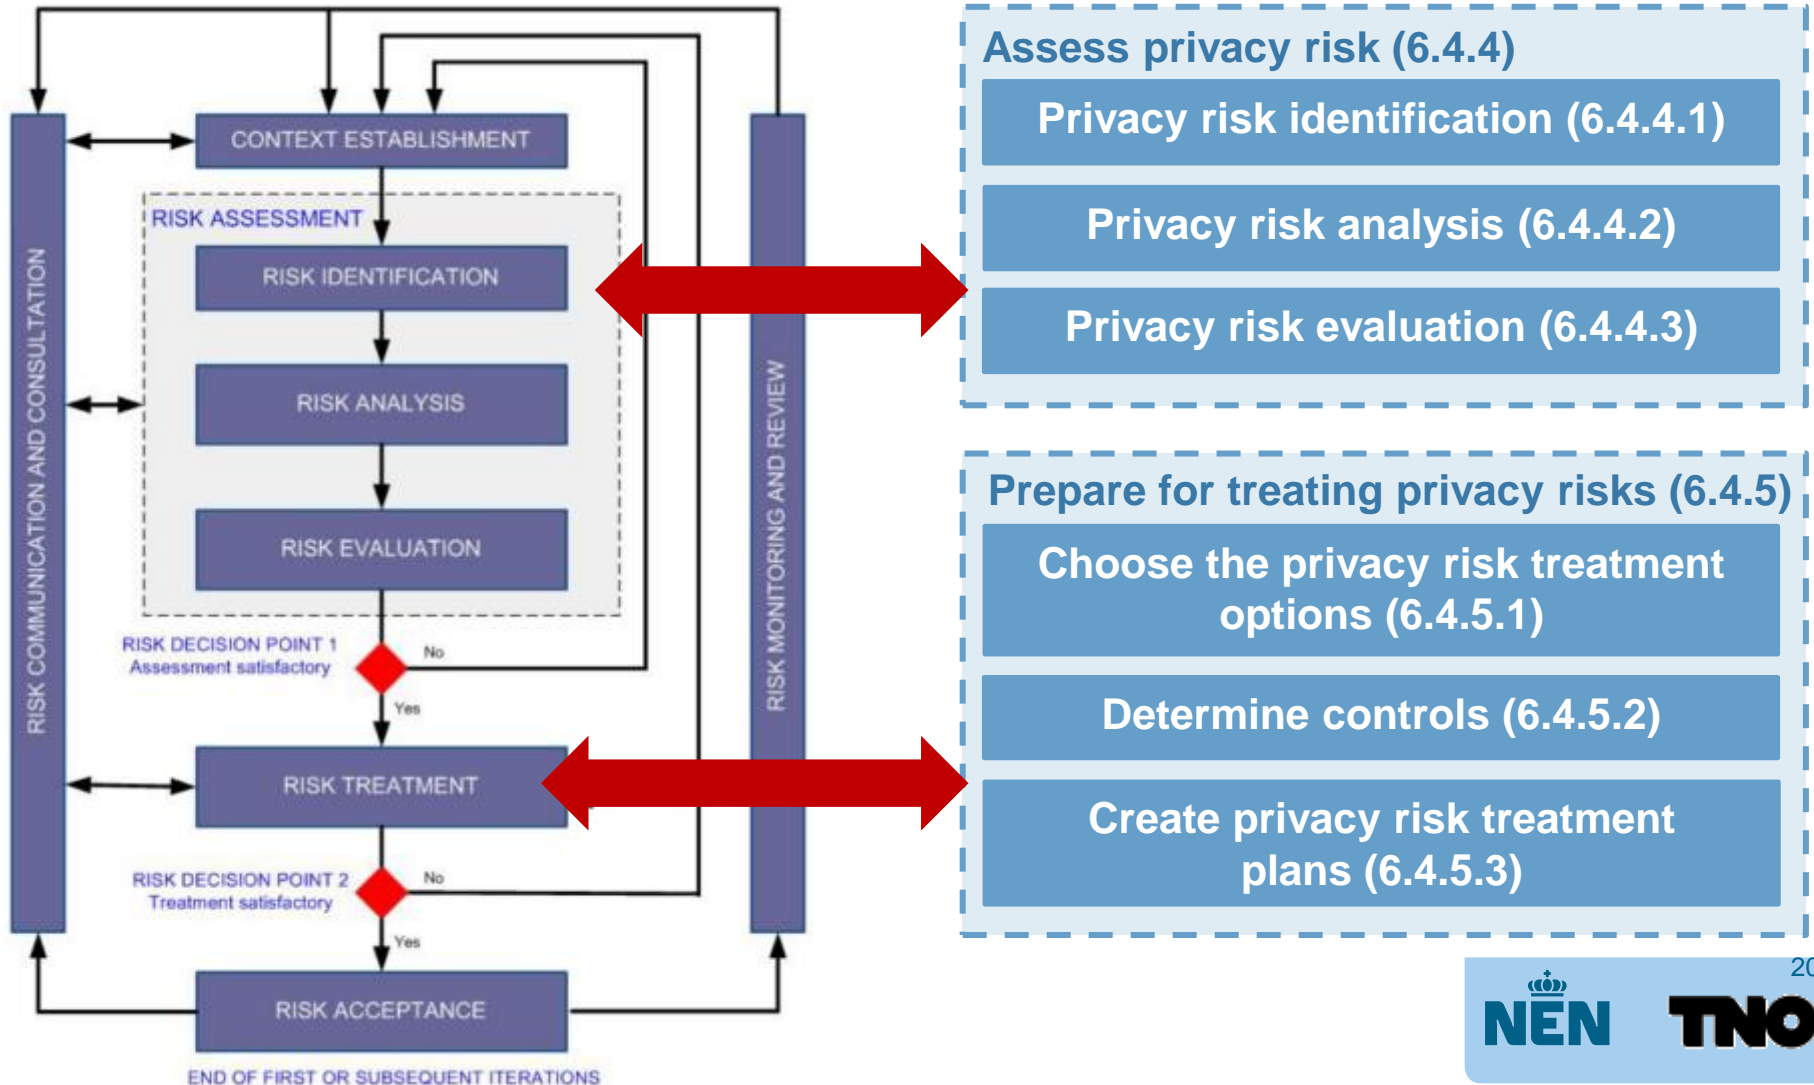 RISK COMMUNICATION AND CONSULTATION
CONTEXT ESTABLISHMENT
RISK ASSESSMENT
RISK IDENTIFICATION
RISK ANALYSIS
RISK EVALUATION
RISK DECISION POINT 1
Assessment satisfactory
No
Yes
RISK TREATMENT
RISK DECISION POINT 2
Treatment satisfactory
No
Yes
RISK ACCEPTANCE
END OF FIRST OR SUBSEQUENT ITERATIONS
RISK MONITORING AND REVIEW
Assess privacy risk (6.4.4)
Privacy risk identification (6.4.4.1)
Privacy risk analysis (6.4.4.2)
Privacy risk evaluation (6.4.4.3)
Prepare for treating privacy risks (6.4.5)
Choose the privacy risk treatment
options (6.4.5.1)
Determine controls (6.4.5.2)
Create privacy risk treatment
plans (6.4.5.3)
20
NEN
TNO